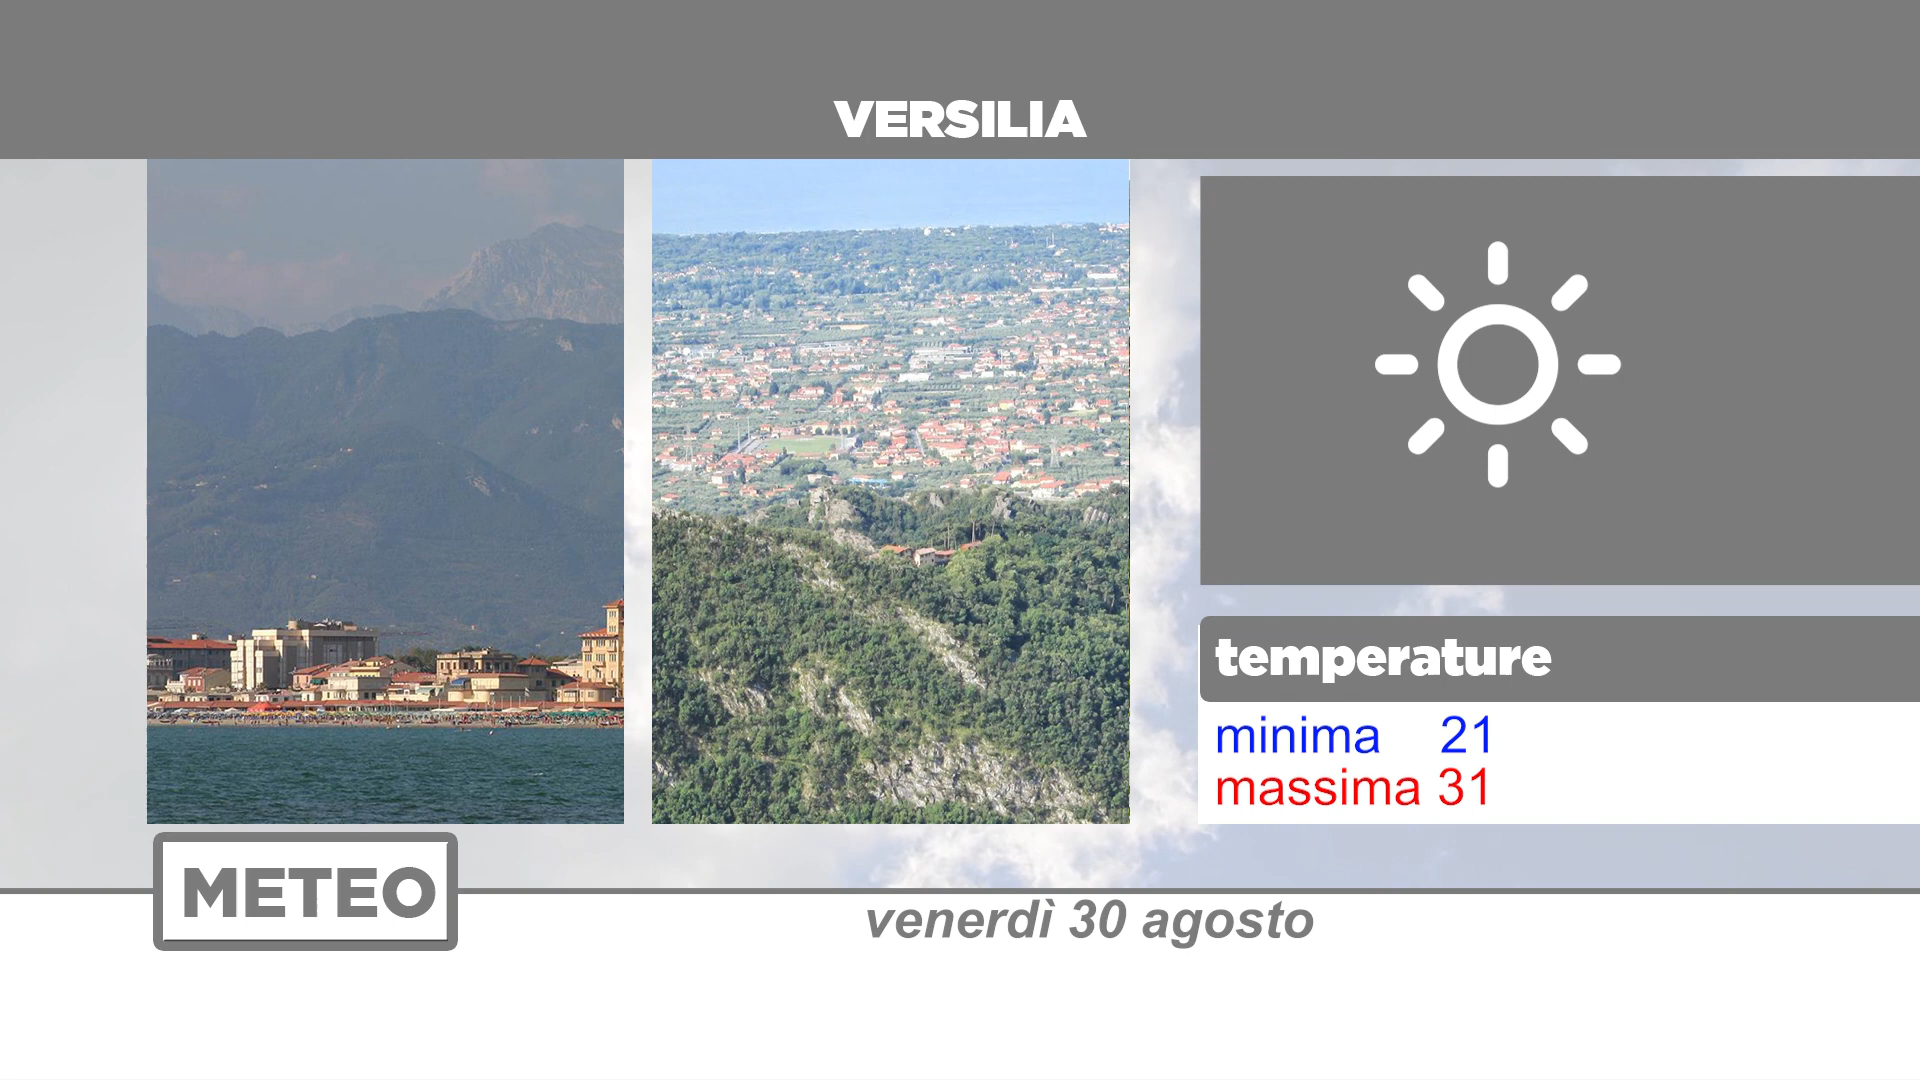 VERSILIA
temperature
minima 21
massima 31
METEO
venerdì 30 agosto